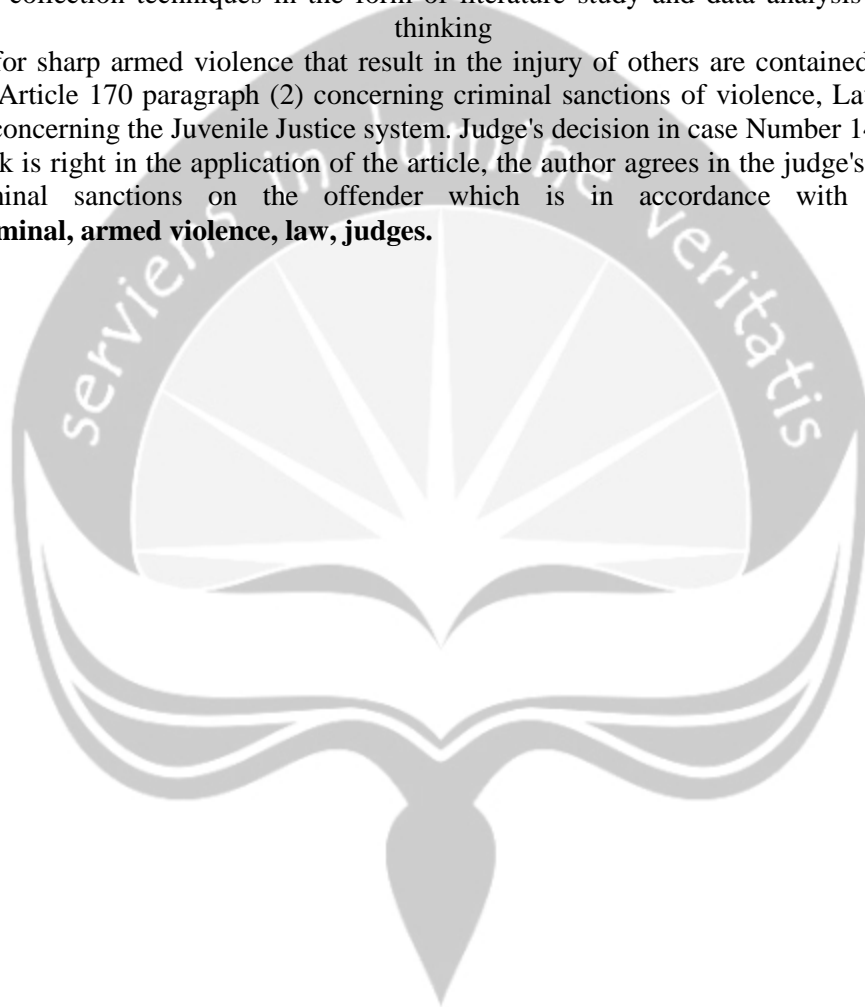 collection techniques in the form of literature study and data analysis
thinking
for sharp armed violence that result in the injury of others are contained
Article 170 paragraph (2) concerning criminal sanctions of violence,
concerning the Juvenile Justice system. Judge's decision in case Number
k is right in the application of the article, the author agrees in the judge's
inal sanctions on the offender which is in accordance with
minal, armed violence, law, judges.
serviens in lumine veritatis